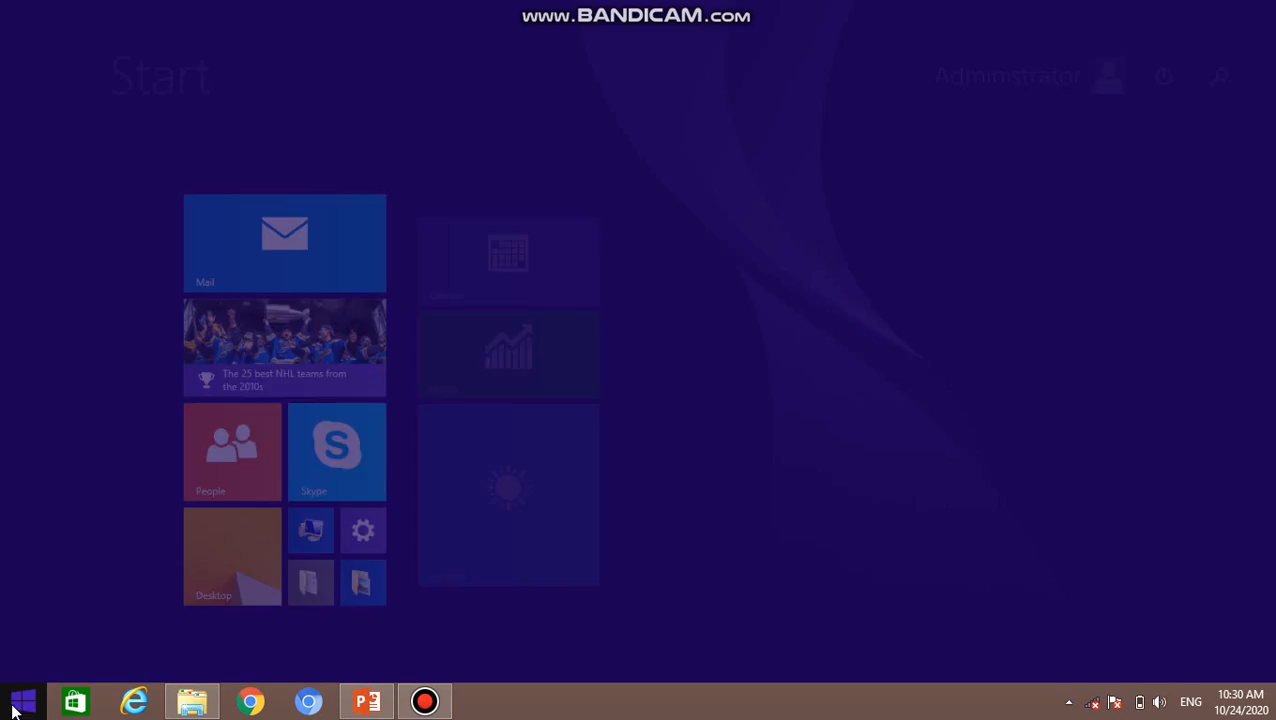 www.BANDICAM.com
Start
Administrator
Mail
Calendar
The 25 best NHL teams from
the 2010s
People
Skype
S
Desktop
ENG
10:30 AM
10/24/2020